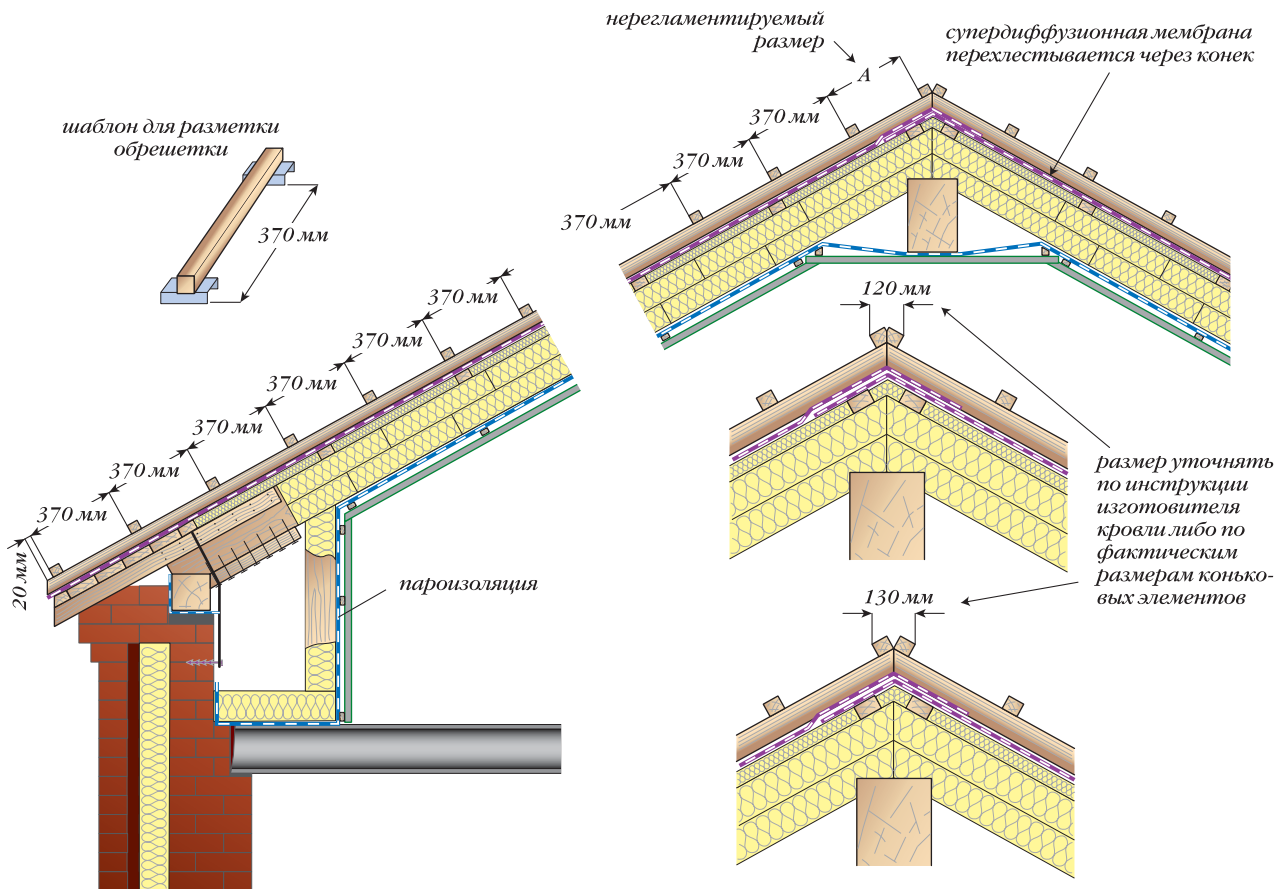 нерегламентируемый
размер
супердиффузионная мембрана
перехлестывается через конек
A
370 мм
370 мм
370 мм
шаблон для разметки
обрешетки
370 мм
370 мм
370 мм
370 мм
370 мм
370 мм
370 мм
20 мм
пароизоляция
120 мм
размер уточнять
по инструкции
изготовителя
кровли либо по
фактическим
размерам конько-
вых элементов
130 мм